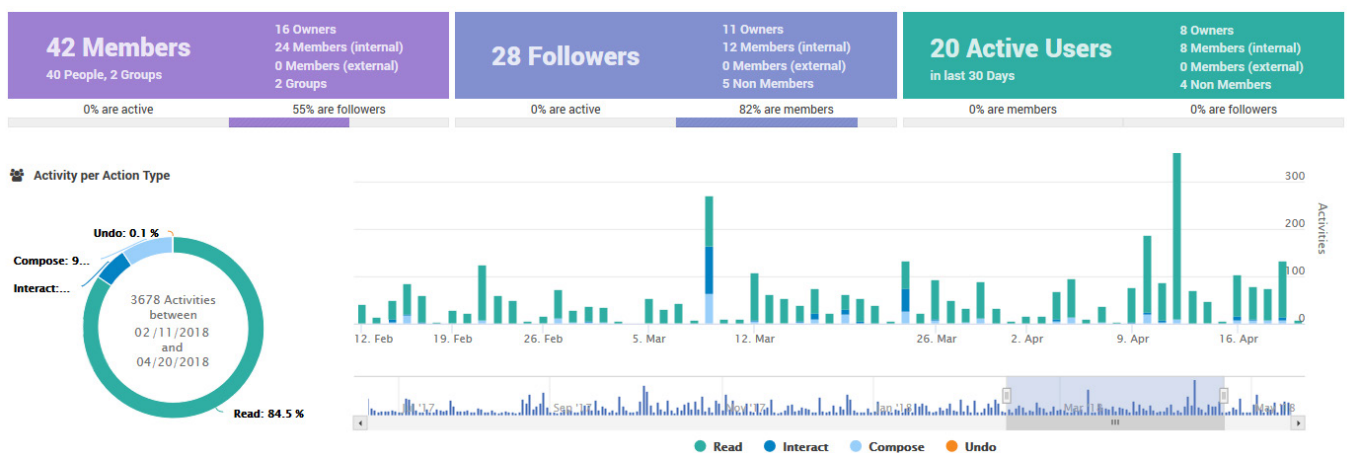 42 Members
40 People, 2 Groups
16 Owners
24 Members (internal)
0 Members (external)
2 Groups
28 Followers
11 Owners
12 Members (internal)
0 Members (external)
5 Non Members
20 Active Users
in last 30 Days
8 Owners
8 Members (internal)
0 Members (external)
4 Non Members
0% are active
55% are followers
0% are active
82% are members
0% are members
0% are followers
Activity per Action Type
Undo: 0.1 %
Compose: 9...
Interact:...
3678 Activities
between
02/11/2018
and
04/20/2018
Read: 84.5 %
300
200
100
0
Activities
12. Feb
19. Feb
26. Feb
5. Mar
12. Mar
26. Mar
2. Apr
9. Apr
16. Apr
Nov '17
Jan '18
Read
Interact
Compose
Undo